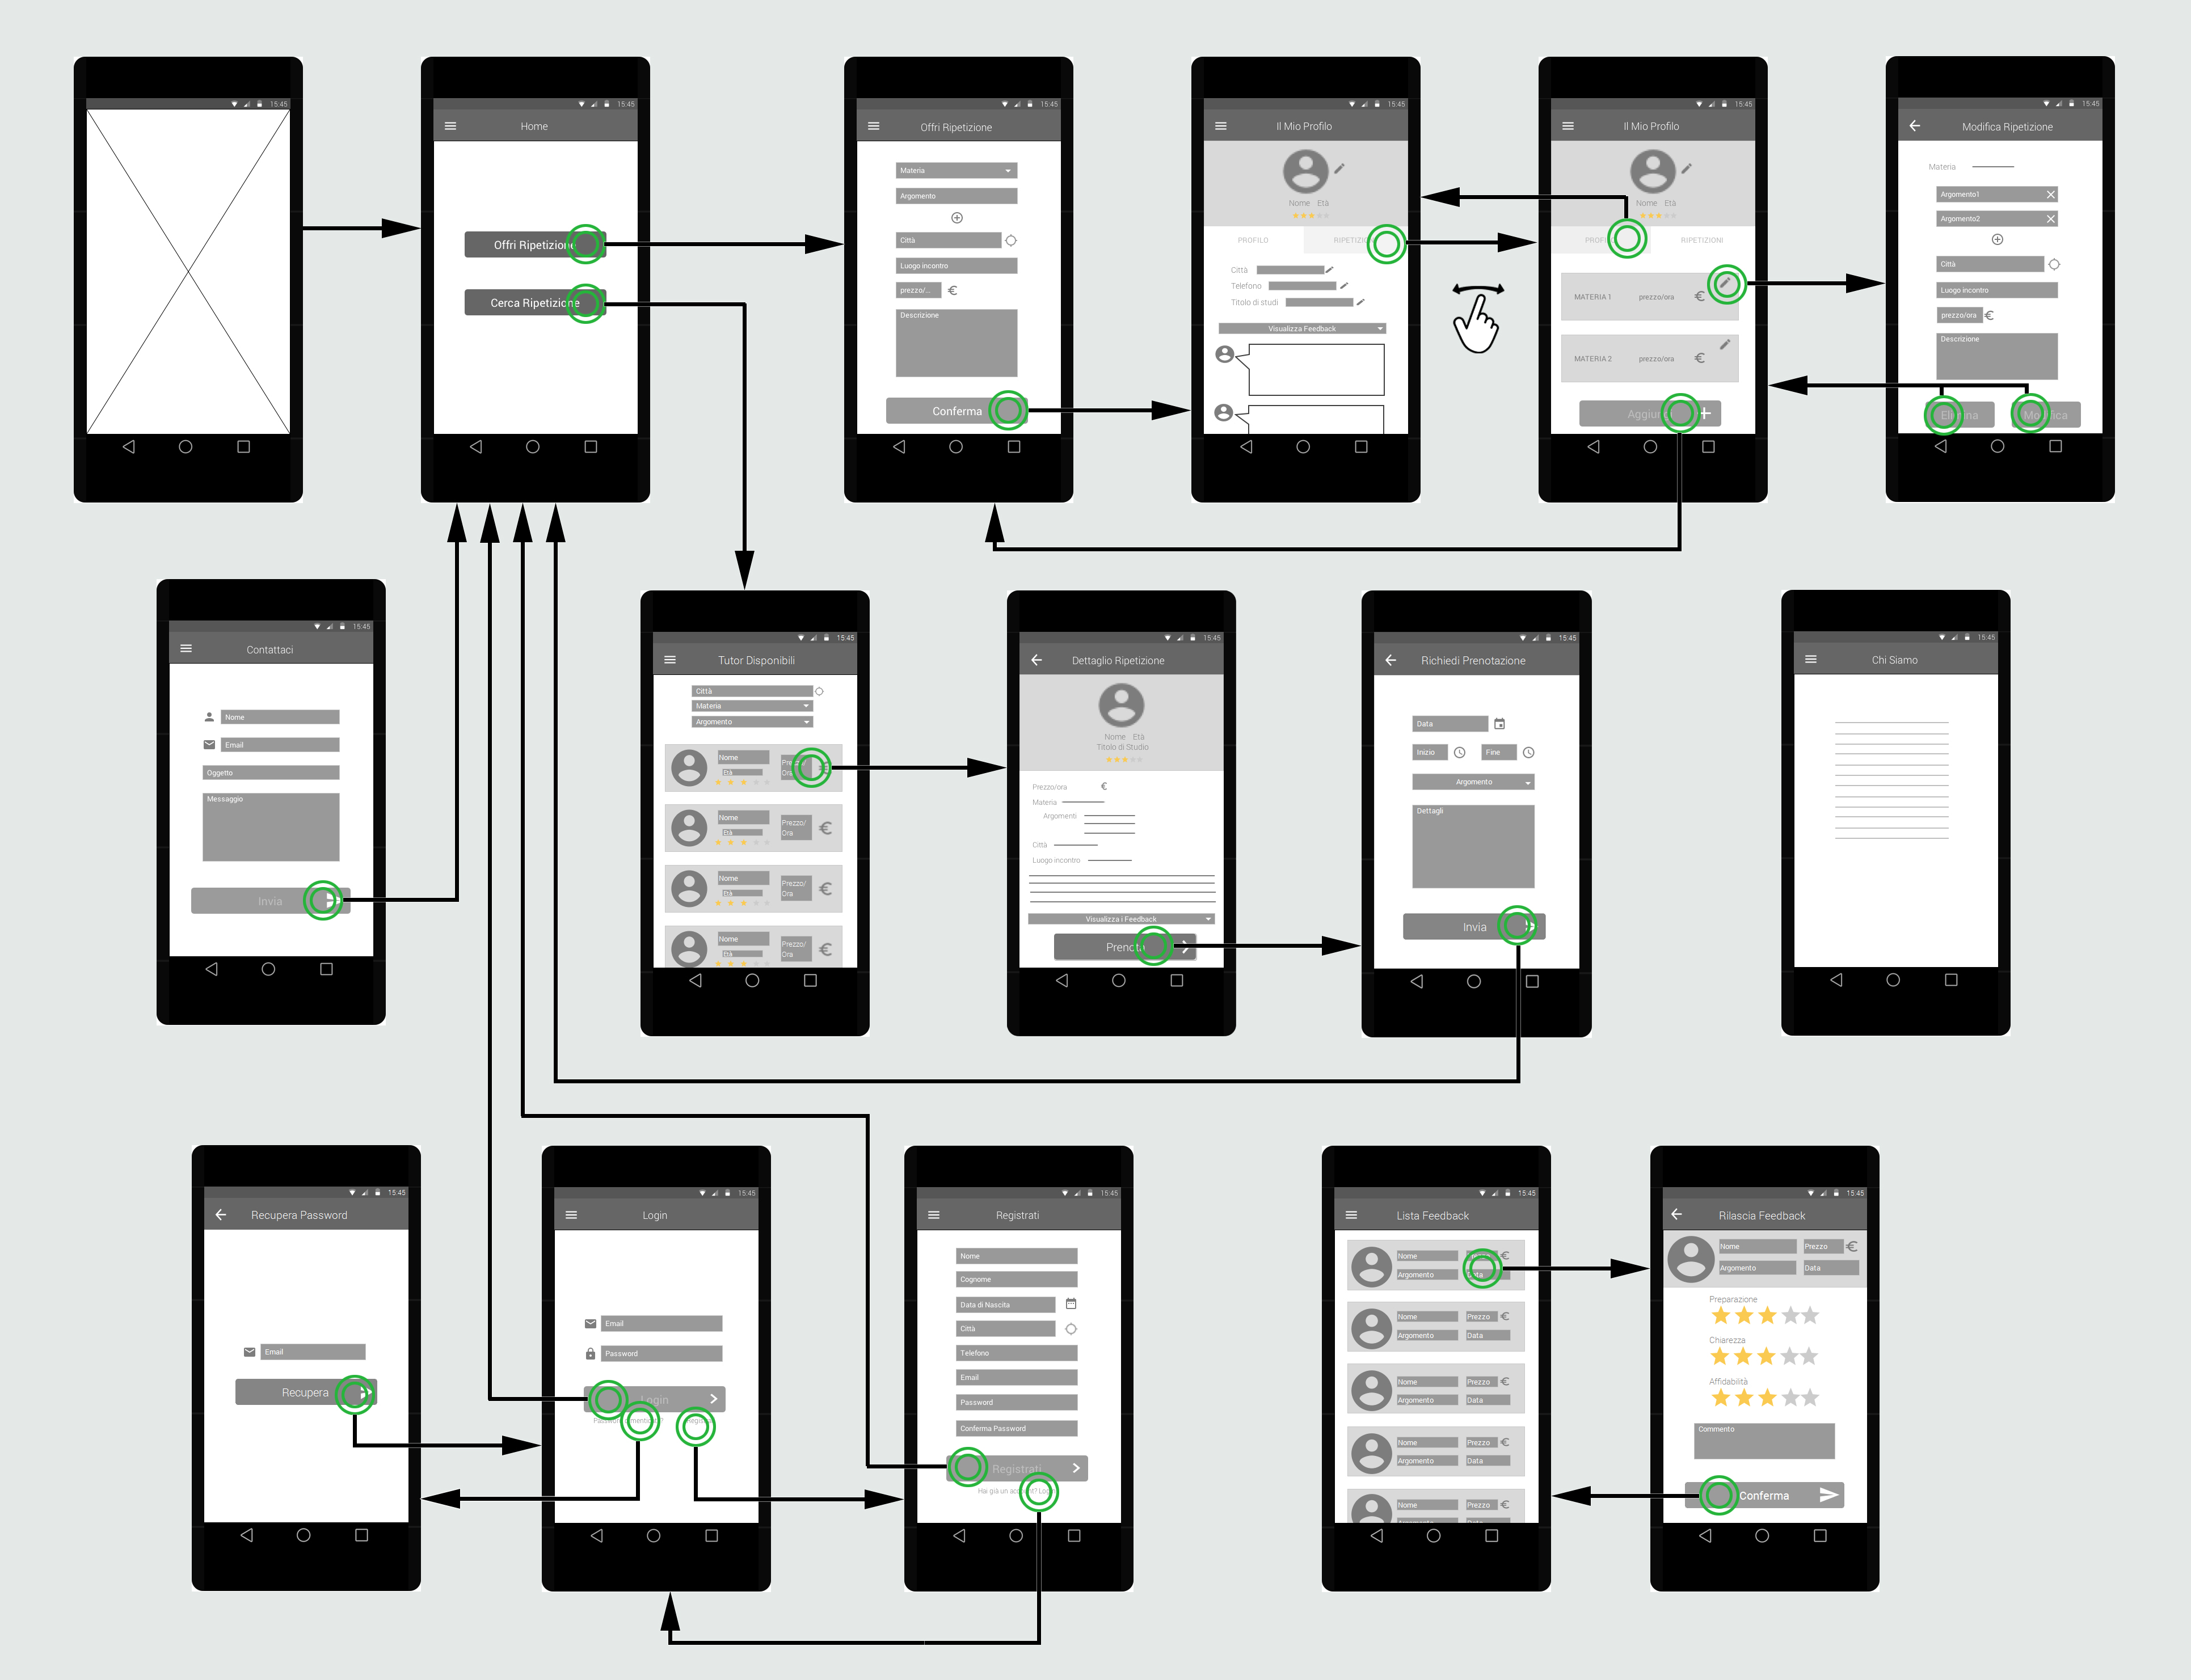 15:45
15:45
Home
Offri Ripetizione
Cerca Ripetizione
15:45
Offri Ripetizione
Materia
Argomento
Città
Luogo incontro
prezzo/... €
Descrizione
Conferma
15:45
Il Mio Profilo
Nome Età
PROFILO RIPETIZIONI
Città
Telefono
Titolo di studi
Visualizza Feedback
15:45
Il Mio Profilo
Nome Età
RIPETIZIONI
MATERIA 1 prezzo/ora €
MATERIA 2 prezzo/ora €
Aggiungi +
15:45
Modifica Ripetizione
Materia
Argomento1
Argomento2
Città
Luogo incontro
prezzo/ora €
Descrizione
Elimina Modifica
15:45
Contattaci
Nome
Email
Oggetto
Messaggio
Invia
15:45
Tutor Disponibili
Città
Materia
Argomento
Nome
Età
Nome Prezzo/
Età Ora €
Nome Prezzo/
Età Ora €
Nome Prezzo/
Età Ora €
15:45
Dettaglio Ripetizione
Nome Età
Titolo di Studio
Prezzo/ora €
Materia
Argomenti
Città
Luogo incontro
Visualizza i Feedback
Prenota
15:45
Richiedi Prenotazione
Data
Inizio Fine
Argomento
Dettagli
Invia
15:45
Chi Siamo
15:45
Recupera Password
Email
Recupera
15:45
Login
Email
Password
Login
15:45
Registrati
Nome
Cognome
Data di Nascita
Città
Telefono
Email
Password
Conferma Password
Registrati
Hai già un account? Login
15:45
Lista Feedback
Nome Prezzo €
Argomento Data
Nome Prezzo €
Argomento Data
Nome Prezzo €
Argomento Data
Nome Prezzo €
Argomento Data
Nome Prezzo €
15:45
Rilascia Feedback
Nome Prezzo €
Argomento Data
Preparazione
Chiarezza
Affidabilità
Commento
Conferma